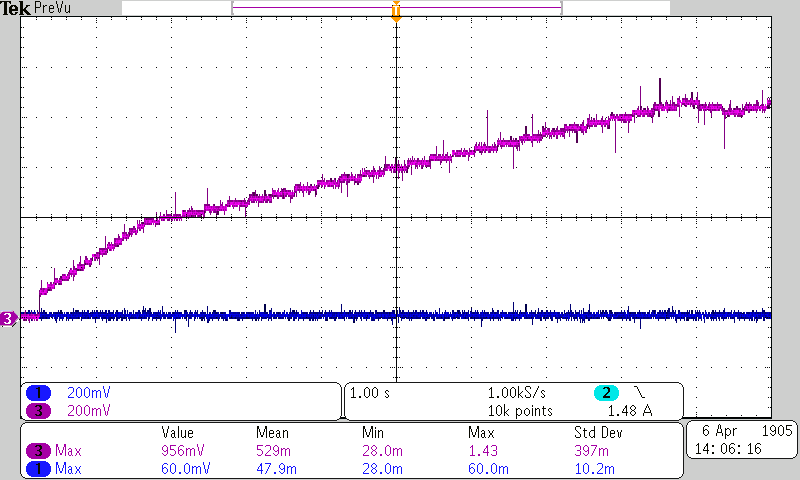 Tek PreVu
T
3
1 200mV 1.00 s 1.00kS/s 2 \
3 200mV 10k points 1.48 A
Value Mean Min Max Std Dev
3 Max 956mV 529m 28.0m 1.43 397m
1 Max 60.0mV 47.9m 28.0m 60.0m 10.2m
6 Apr 1905
14:06:16